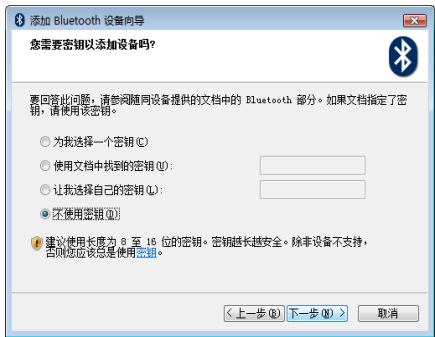 添加 Bluetooth 设备向导
您需要密钥以添加设备吗?
要回答此问题，请参阅随同设备提供的文档中的 Bluetooth 部分。如果文档指定了密
钥，请使用该密钥。
为我选择一个密钥(C)
使用文档中找到的密钥(U):
让我选择自己的密钥(L):
不使用密钥(D)
建议使用长度为 8 至 16 位的密钥。密钥越长越安全。除非设备不支持，
否则您应该总是使用密钥。
< 上一步(B) 下一步(N) > 取消